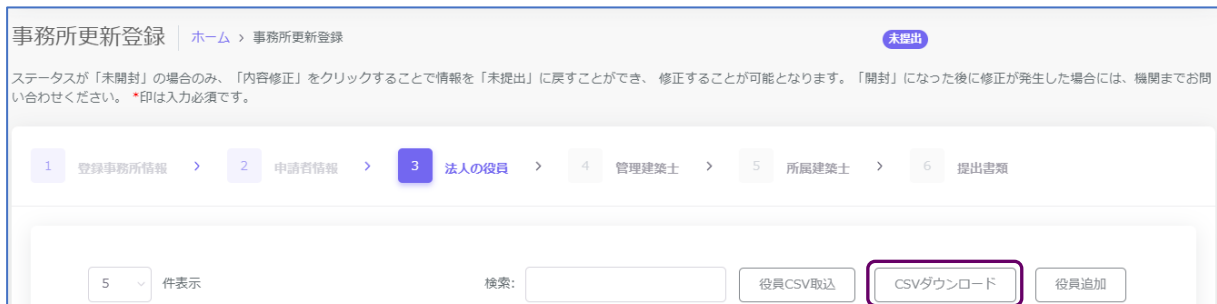 事務所更新登録 ホーム > 事務所更新登録 未提出
ステータスが「未開封」の場合のみ、「内容修正」をクリックすることで情報を「未提出」に戻すことができ、 修正することが可能となります。「開封」になった後に修正が発生した場合には、機関までお問
い合わせください。 *印は入力必須です。
1 登録事務所情報 > 2 申請者情報 > 3 法人の役員 > 4 管理建築士 > 5 所属建築士 > 6 提出書類
5 件表示 検索: 役員CSV取込 CSVダウンロード 役員追加